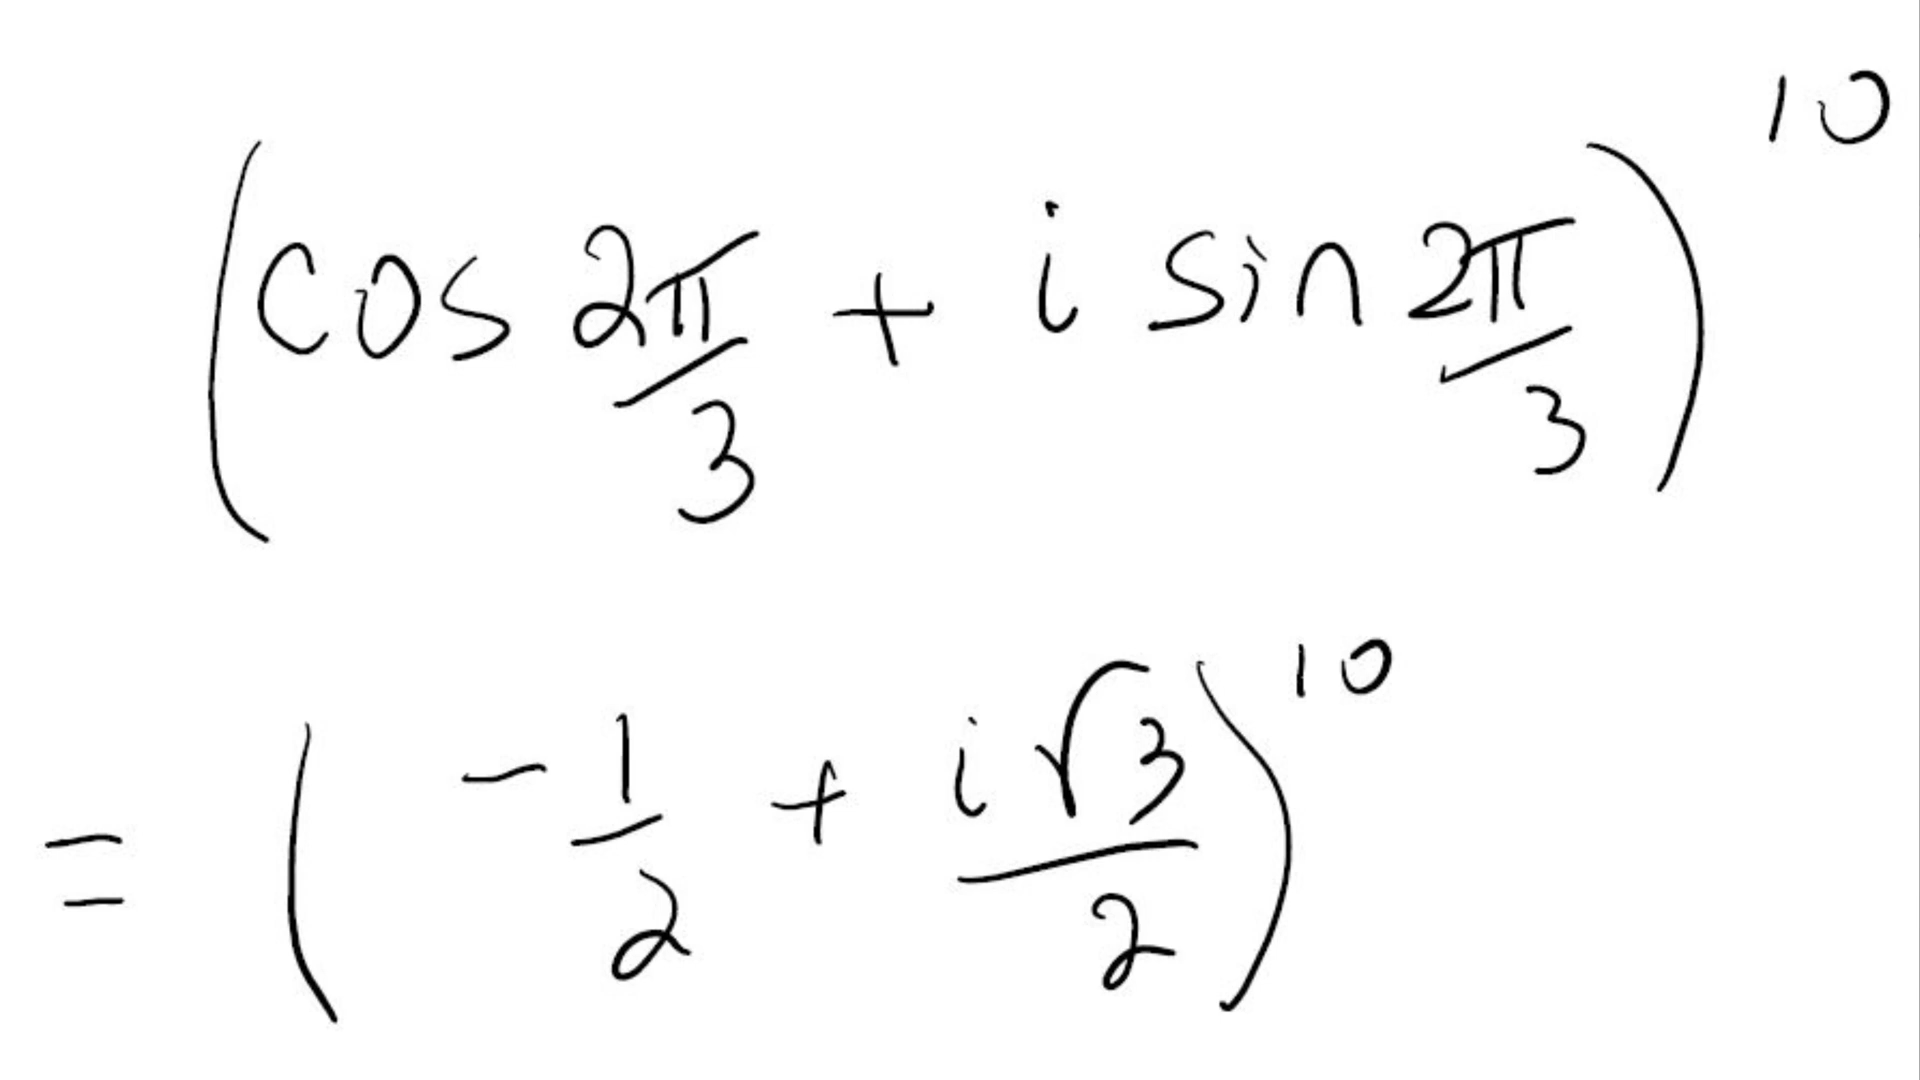 (cos 2π/3 + i sin 2π/3)^10
= (-1/2 + i√3/2)^10